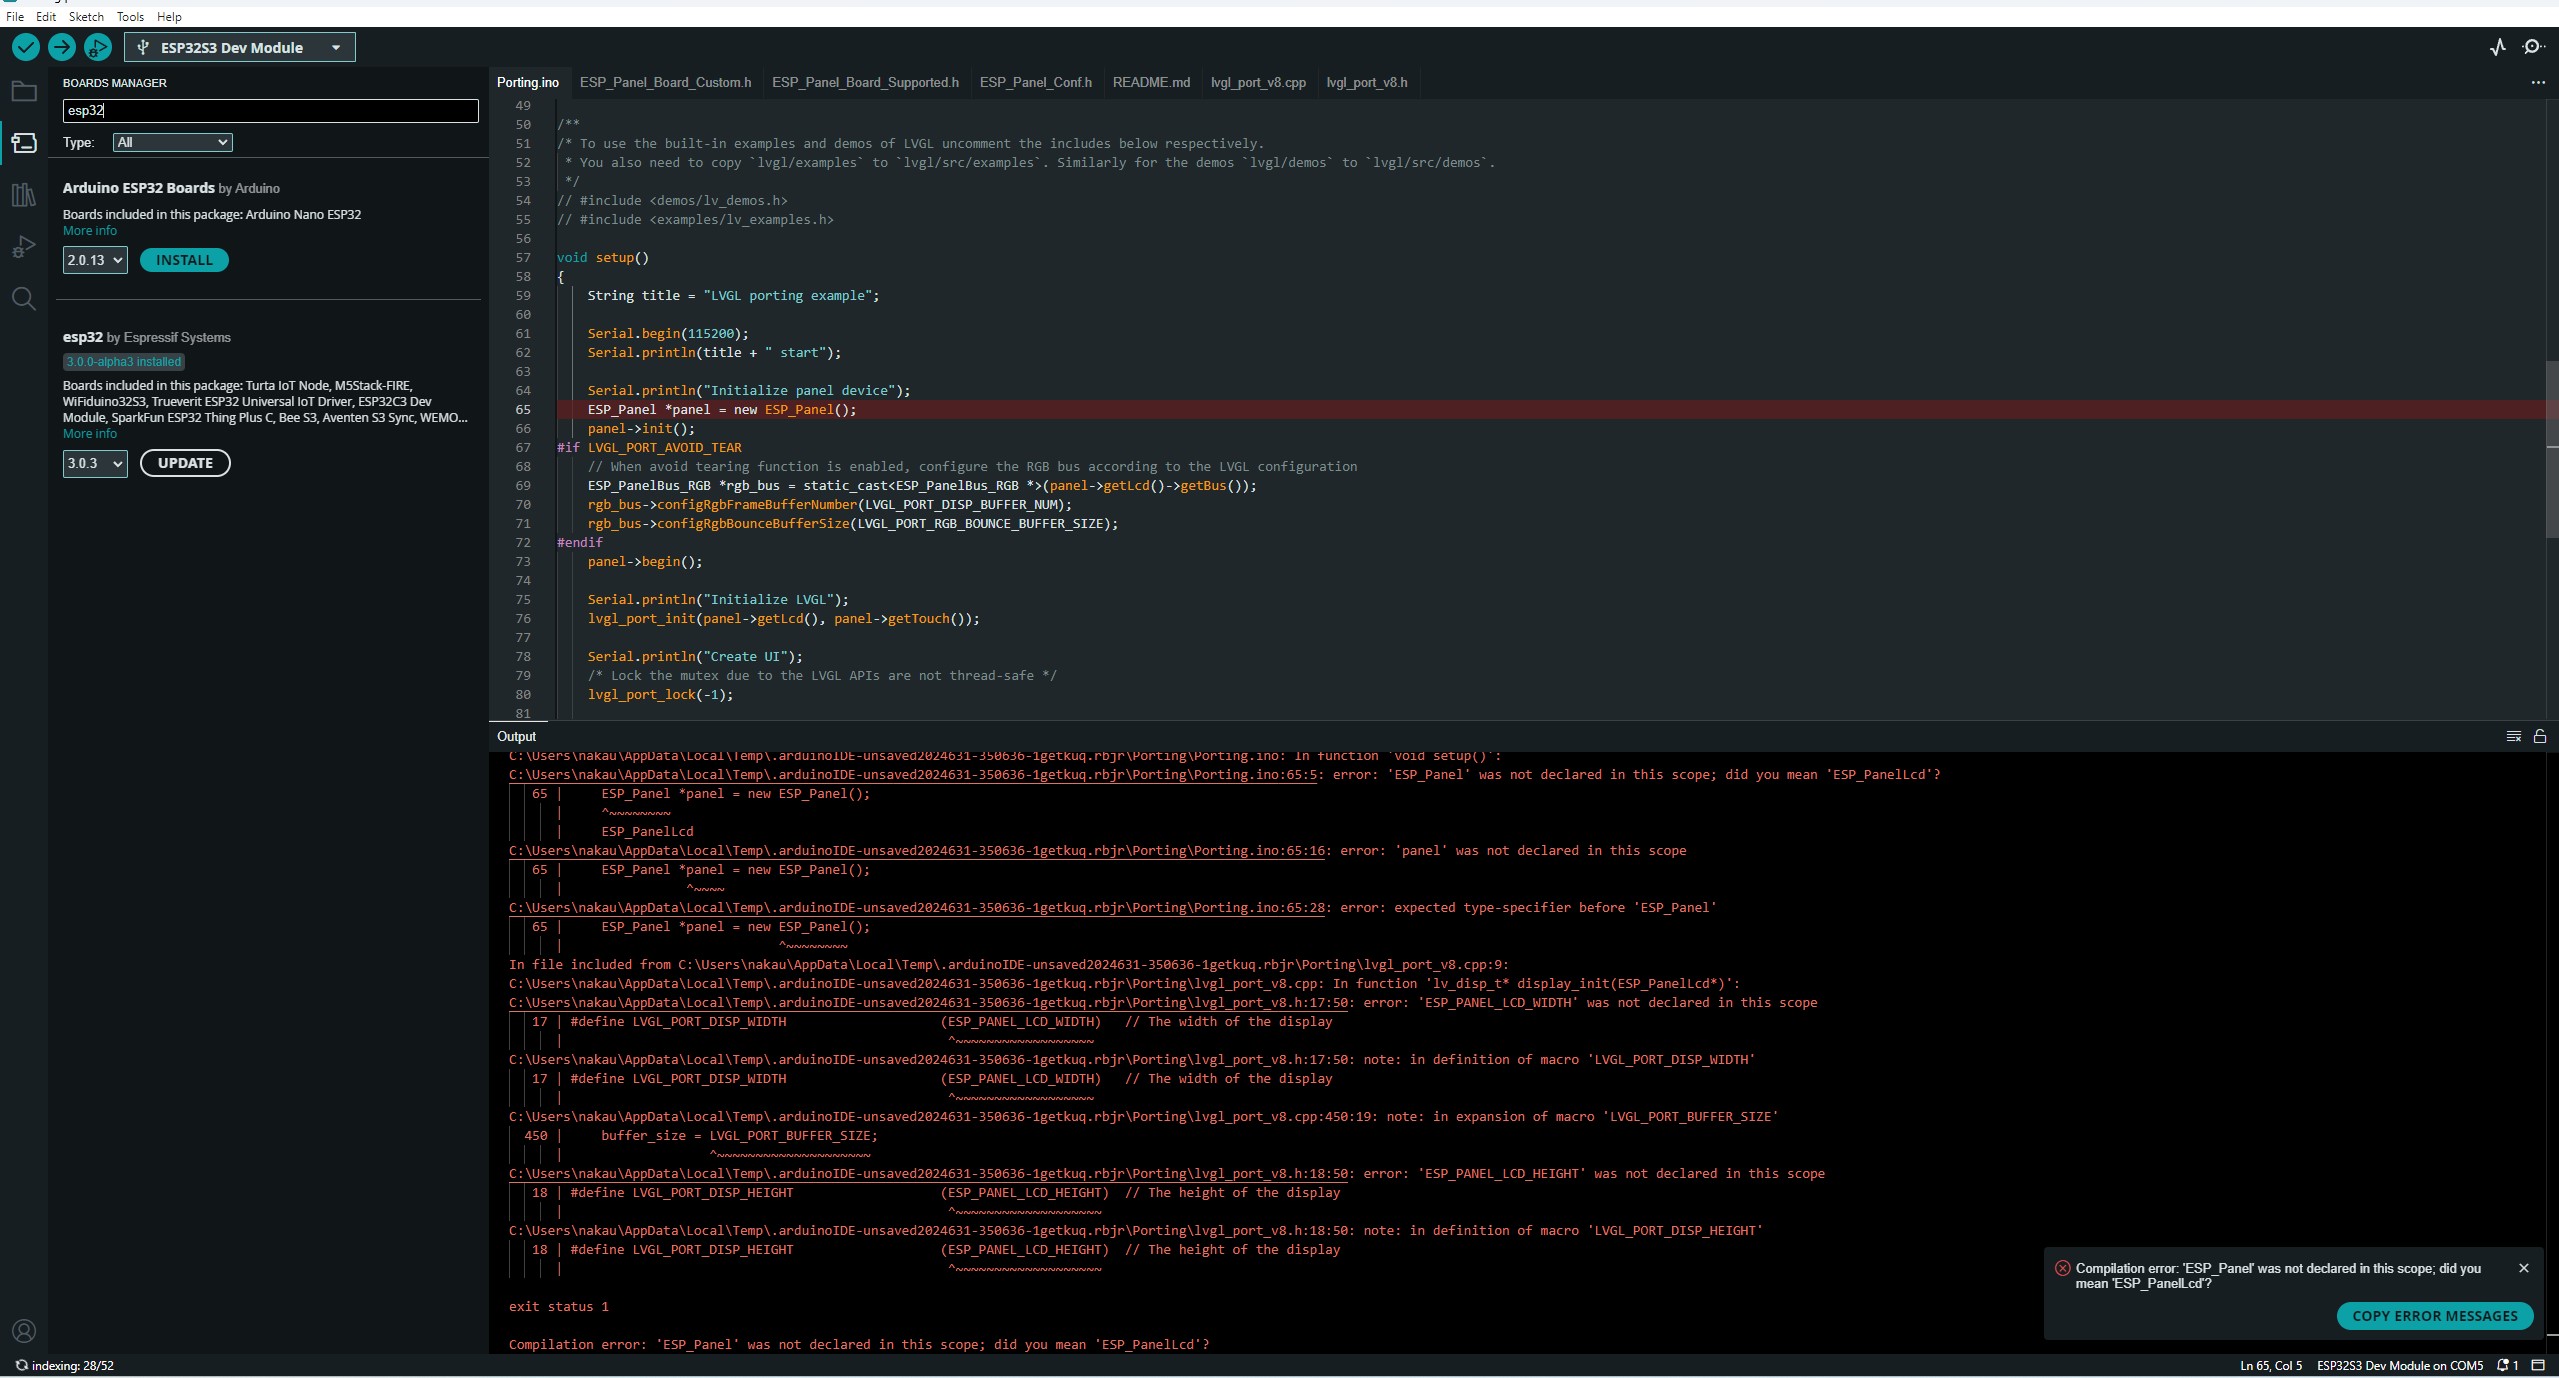 File Edit Sketch Tools Help
ESP32S3 Dev Module
BOARDS MANAGER
esp32
Type: All
Arduino ESP32 Boards by Arduino
Boards included in this package: Arduino Nano ESP32
More info
2.0.13 INSTALL
esp32 by Espressif Systems
3.0.0-alpha3 installed
Boards included in this package: Turta IoT Node, M5Stack-FIRE,
WiFiduino32S3, Trueverit ESP32 Universal IoT Driver, ESP32C3 Dev
Module, SparkFun ESP32 Thing Plus C, Bee S3, Aventen S3 Sync, WEMO...
More info
3.0.3 UPDATE
Porting.ino ESP_Panel_Board_Custom.h ESP_Panel_Board_Supported.h ESP_Panel_Conf.h README.md lvgl_port_v8.cpp lvgl_port_v8.h ...
49
50 /**
51 /* To use the built-in examples and demos of LVGL uncomment the includes below respectively.
52 * You also need to copy `lvgl/examples` to `lvgl/src/examples`. Similarly for the demos `lvgl/demos` to `lvgl/src/demos`.
53 */
54 // #include <demos/lv_demos.h>
55 // #include <examples/lv_examples.h>
56
57 void setup()
58 {
59 String title = "LVGL porting example";
60
61 Serial.begin(115200);
62 Serial.println(title + " start");
63
64 Serial.println("Initialize panel device");
65 ESP_Panel *panel = new ESP_Panel();
66 panel->init();
67 #if LVGL_PORT_AVOID_TEAR
68 // When avoid tearing function is enabled, configure the RGB bus according to the LVGL configuration
69 ESP_PanelBus_RGB *rgb_bus = static_cast<ESP_PanelBus_RGB *>(panel->getLcd()->getBus());
70 rgb_bus->configRgbFrameBufferNumber(LVGL_PORT_DISP_BUFFER_NUM);
71 rgb_bus->configRgbBounceBufferSize(LVGL_PORT_RGB_BOUNCE_BUFFER_SIZE);
72 #endif
73 panel->begin();
74
75 Serial.println("Initialize LVGL");
76 lvgl_port_init(panel->getLcd(), panel->getTouch());
77
78 Serial.println("Create UI");
79 /* Lock the mutex due to the LVGL APIs are not thread-safe */
80 lvgl_port_lock(-1);
81
Output
C:\Users\nakau\AppData\Local\Temp\.arduinoIDE-unsaved2024631-350636-1getkuq.rbjr\Porting\Porting.ino: In function 'void setup()':
C:\Users\nakau\AppData\Local\Temp\.arduinoIDE-unsaved2024631-350636-1getkuq.rbjr\Porting\Porting.ino:65:5: error: 'ESP_Panel' was not declared in this scope; did you mean 'ESP_PanelLcd'?
65 | ESP_Panel *panel = new ESP_Panel();
| ^~~~~~~~~
| ESP_PanelLcd
C:\Users\nakau\AppData\Local\Temp\.arduinoIDE-unsaved2024631-350636-1getkuq.rbjr\Porting\Porting.ino:65:16: error: 'panel' was not declared in this scope
65 | ESP_Panel *panel = new ESP_Panel();
| ^~~~~
C:\Users\nakau\AppData\Local\Temp\.arduinoIDE-unsaved2024631-350636-1getkuq.rbjr\Porting\Porting.ino:65:28: error: expected type-specifier before 'ESP_Panel'
65 | ESP_Panel *panel = new ESP_Panel();
| ^~~~~~~~~
In file included from C:\Users\nakau\AppData\Local\Temp\.arduinoIDE-unsaved2024631-350636-1getkuq.rbjr\Porting\lvgl_port_v8.cpp:9:
C:\Users\nakau\AppData\Local\Temp\.arduinoIDE-unsaved2024631-350636-1getkuq.rbjr\Porting\lvgl_port_v8.cpp: In function 'lv_disp_t* display_init(ESP_PanelLcd*)':
C:\Users\nakau\AppData\Local\Temp\.arduinoIDE-unsaved2024631-350636-1getkuq.rbjr\Porting\lvgl_port_v8.h:17:50: error: 'ESP_PANEL_LCD_WIDTH' was not declared in this scope
17 | #define LVGL_PORT_DISP_WIDTH (ESP_PANEL_LCD_WIDTH) // The width of the display
| ^~~~~~~~~~~~~~~~~~~
C:\Users\nakau\AppData\Local\Temp\.arduinoIDE-unsaved2024631-350636-1getkuq.rbjr\Porting\lvgl_port_v8.h:17:50: note: in definition of macro 'LVGL_PORT_DISP_WIDTH'
17 | #define LVGL_PORT_DISP_WIDTH (ESP_PANEL_LCD_WIDTH) // The width of the display
| ^~~~~~~~~~~~~~~~~~~
C:\Users\nakau\AppData\Local\Temp\.arduinoIDE-unsaved2024631-350636-1getkuq.rbjr\Porting\lvgl_port_v8.cpp:450:19: note: in expansion of macro 'LVGL_PORT_BUFFER_SIZE'
450 | buffer_size = LVGL_PORT_BUFFER_SIZE;
| ^~~~~~~~~~~~~~~~~~~~~
C:\Users\nakau\AppData\Local\Temp\.arduinoIDE-unsaved2024631-350636-1getkuq.rbjr\Porting\lvgl_port_v8.h:18:50: error: 'ESP_PANEL_LCD_HEIGHT' was not declared in this scope
18 | #define LVGL_PORT_DISP_HEIGHT (ESP_PANEL_LCD_HEIGHT) // The height of the display
| ^~~~~~~~~~~~~~~~~~~~
C:\Users\nakau\AppData\Local\Temp\.arduinoIDE-unsaved2024631-350636-1getkuq.rbjr\Porting\lvgl_port_v8.h:18:50: note: in definition of macro 'LVGL_PORT_DISP_HEIGHT'
18 | #define LVGL_PORT_DISP_HEIGHT (ESP_PANEL_LCD_HEIGHT) // The height of the display
| ^~~~~~~~~~~~~~~~~~~~
exit status 1
Compilation error: 'ESP_Panel' was not declared in this scope; did you mean 'ESP_PanelLcd'?
Compilation error: 'ESP_Panel' was not declared in this scope; did you
mean 'ESP_PanelLcd'?
COPY ERROR MESSAGES
indexing: 28/52
Ln 65, Col 5 ESP32S3 Dev Module on COM5 1